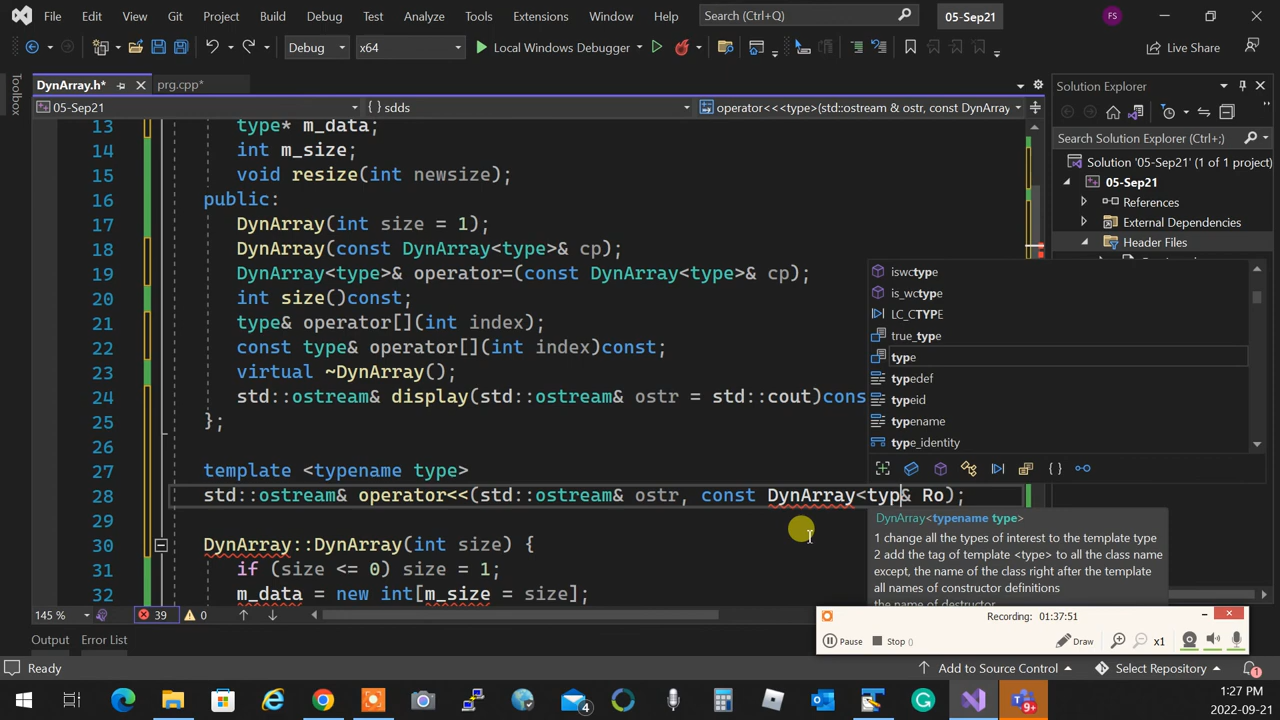 File Edit View Git Project Build Debug Test Analyze Tools Extensions Window Help Search (Ctrl+Q) 05-Sep21 FS
Debug x64 Local Windows Debugger Live Share
DynArray.h* prg.cpp*
05-Sep21 {} sdds operator<<<type>(std::ostream & ostr, const DynArray
Toolbox
13 type* m_data;
14 int m_size;
15 void resize(int newsize);
16 public:
17 DynArray(int size = 1);
18 DynArray(const DynArray<type>& cp);
19 DynArray<type>& operator=(const DynArray<type>& cp);
20 int size()const;
21 type& operator[](int index);
22 const type& operator[](int index)const;
23 virtual ~DynArray();
24 std::ostream& display(std::ostream& ostr = std::cout)cons
25 };
26
27 template <typename type>
28 std::ostream& operator<<(std::ostream& ostr, const DynArray<typ& Ro);
29
30 DynArray::DynArray(int size) {
31 if (size <= 0) size = 1;
32 m_data = new int[m_size = size];
iswctype
is_wctype
LC_CTYPE
true_type
type
typedef
typeid
typename
type_identity
DynArray<typename type>
1 change all the types of interest to the template type
2 add the tag of template <type> to all the class name
except, the name of the class right after the template
all names of constructor definitions
the name of destructor
Solution Explorer
Search Solution Explorer (Ctrl+;)
Solution '05-Sep21' (1 of 1 project)
05-Sep21
References
External Dependencies
Header Files
145 % 39 0
Recording: 01:37:51
Pause Stop () Draw x1
Output Error List
Ready Add to Source Control Select Repository 1
4 9+ 1:27 PM
2022-09-21